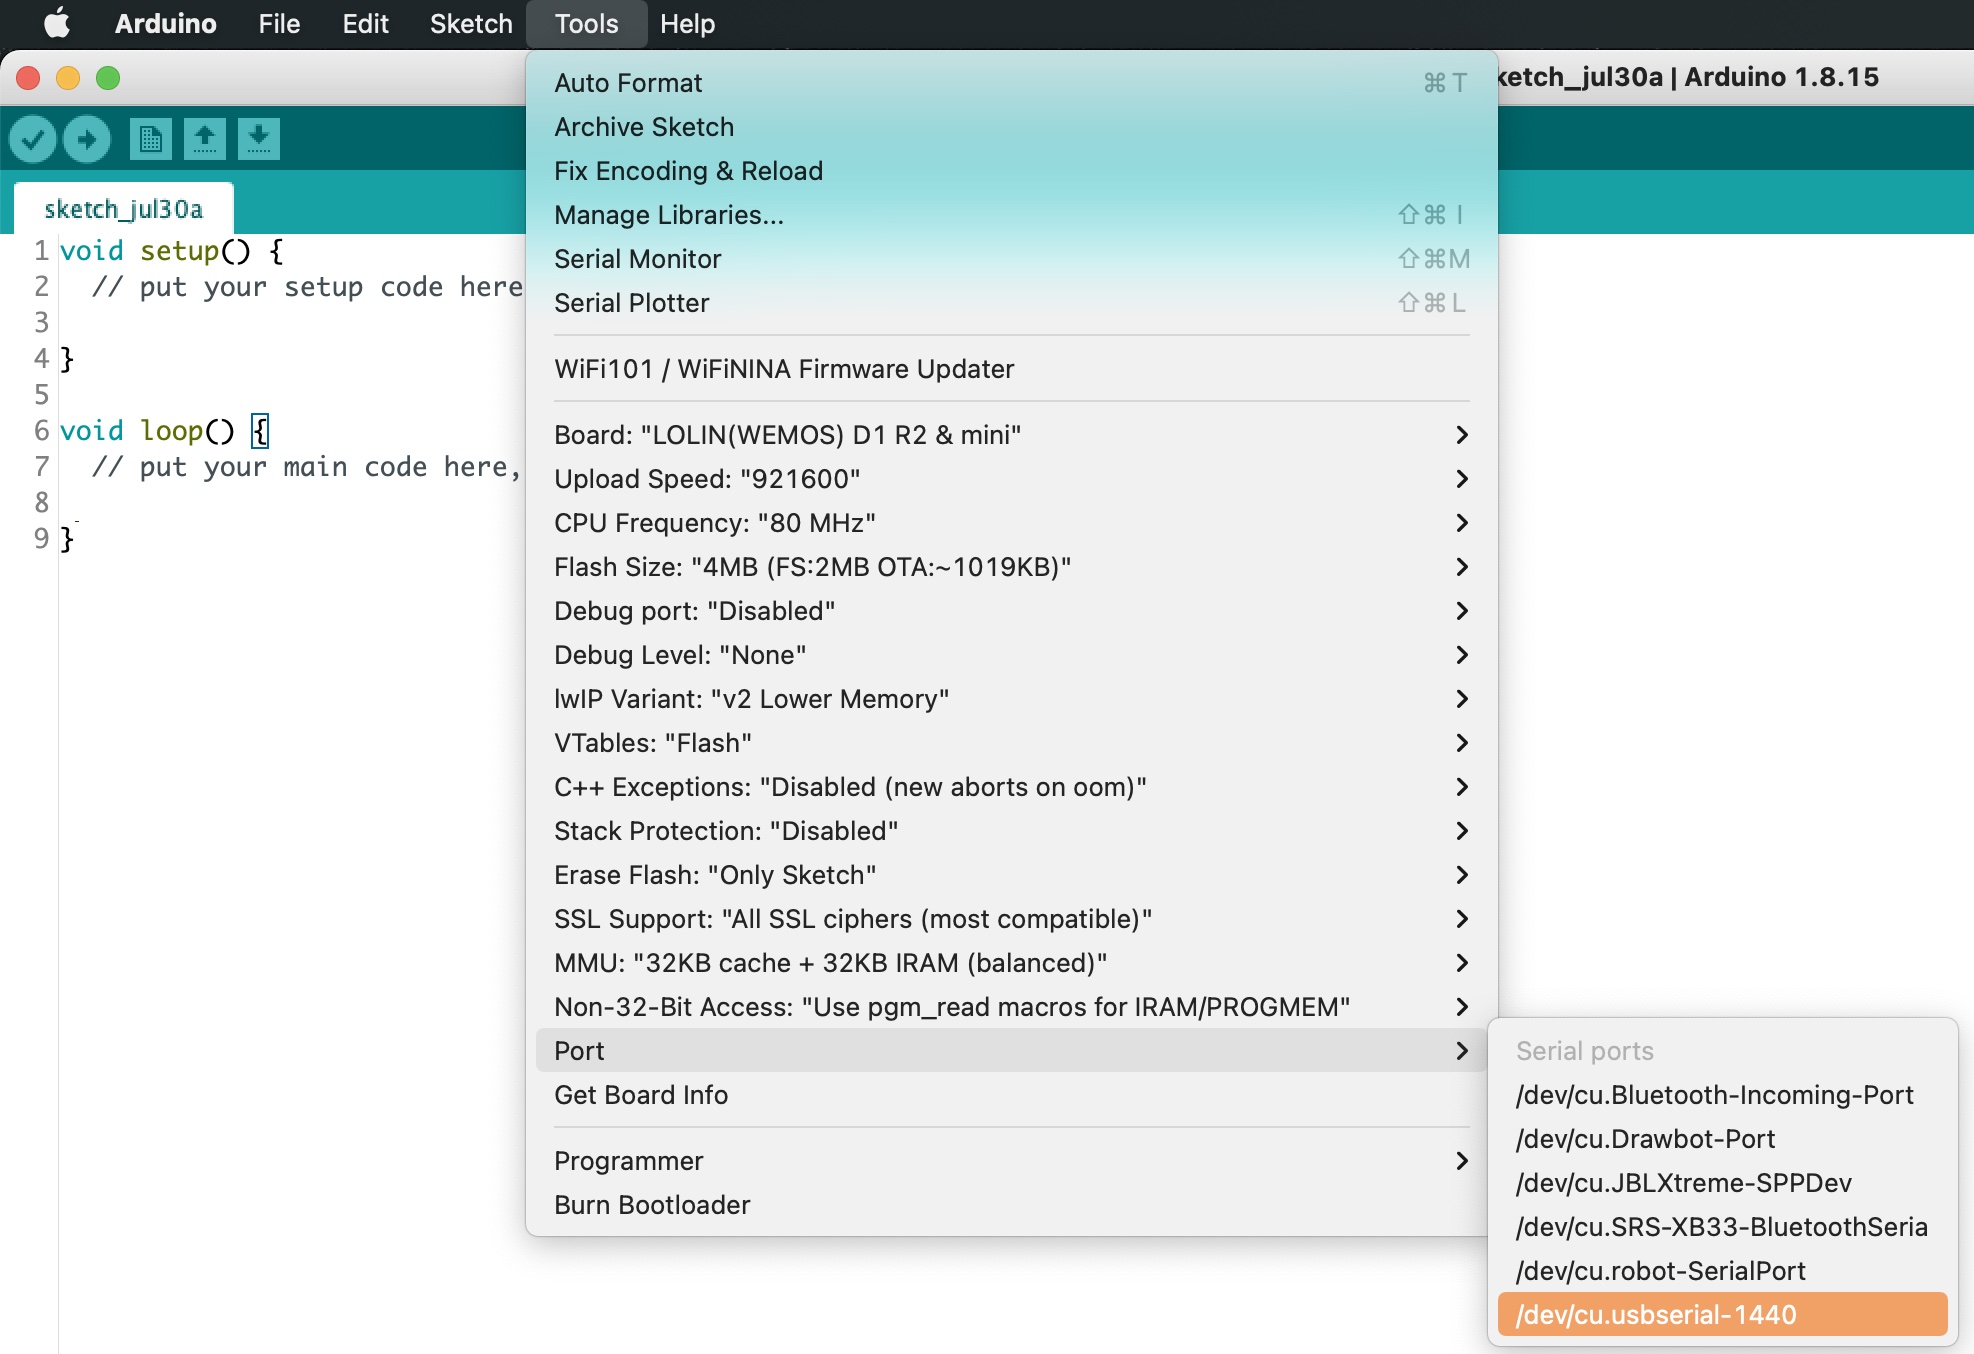 Arduino File Edit Sketch Tools Help
ketch_jul30a | Arduino 1.8.15
sketch_jul30a
1 void setup() {
2 // put your setup code here
3
4 }
5
6 void loop() {
7 // put your main code here,
8
9 }
Auto Format ⌘T
Archive Sketch
Fix Encoding & Reload
Manage Libraries... ⇧⌘I
Serial Monitor ⇧⌘M
Serial Plotter ⇧⌘L
WiFi101 / WiFiNINA Firmware Updater
Board: "LOLIN(WEMOS) D1 R2 & mini"
Upload Speed: "921600"
CPU Frequency: "80 MHz"
Flash Size: "4MB (FS:2MB OTA:~1019KB)"
Debug port: "Disabled"
Debug Level: "None"
lwIP Variant: "v2 Lower Memory"
VTables: "Flash"
C++ Exceptions: "Disabled (new aborts on oom)"
Stack Protection: "Disabled"
Erase Flash: "Only Sketch"
SSL Support: "All SSL ciphers (most compatible)"
MMU: "32KB cache + 32KB IRAM (balanced)"
Non-32-Bit Access: "Use pgm_read macros for IRAM/PROGMEM"
Port
Get Board Info
Programmer
Burn Bootloader
Serial ports
/dev/cu.Bluetooth-Incoming-Port
/dev/cu.Drawbot-Port
/dev/cu.JBLXtreme-SPPDev
/dev/cu.SRS-XB33-BluetoothSeria
/dev/cu.robot-SerialPort
/dev/cu.usbserial-1440